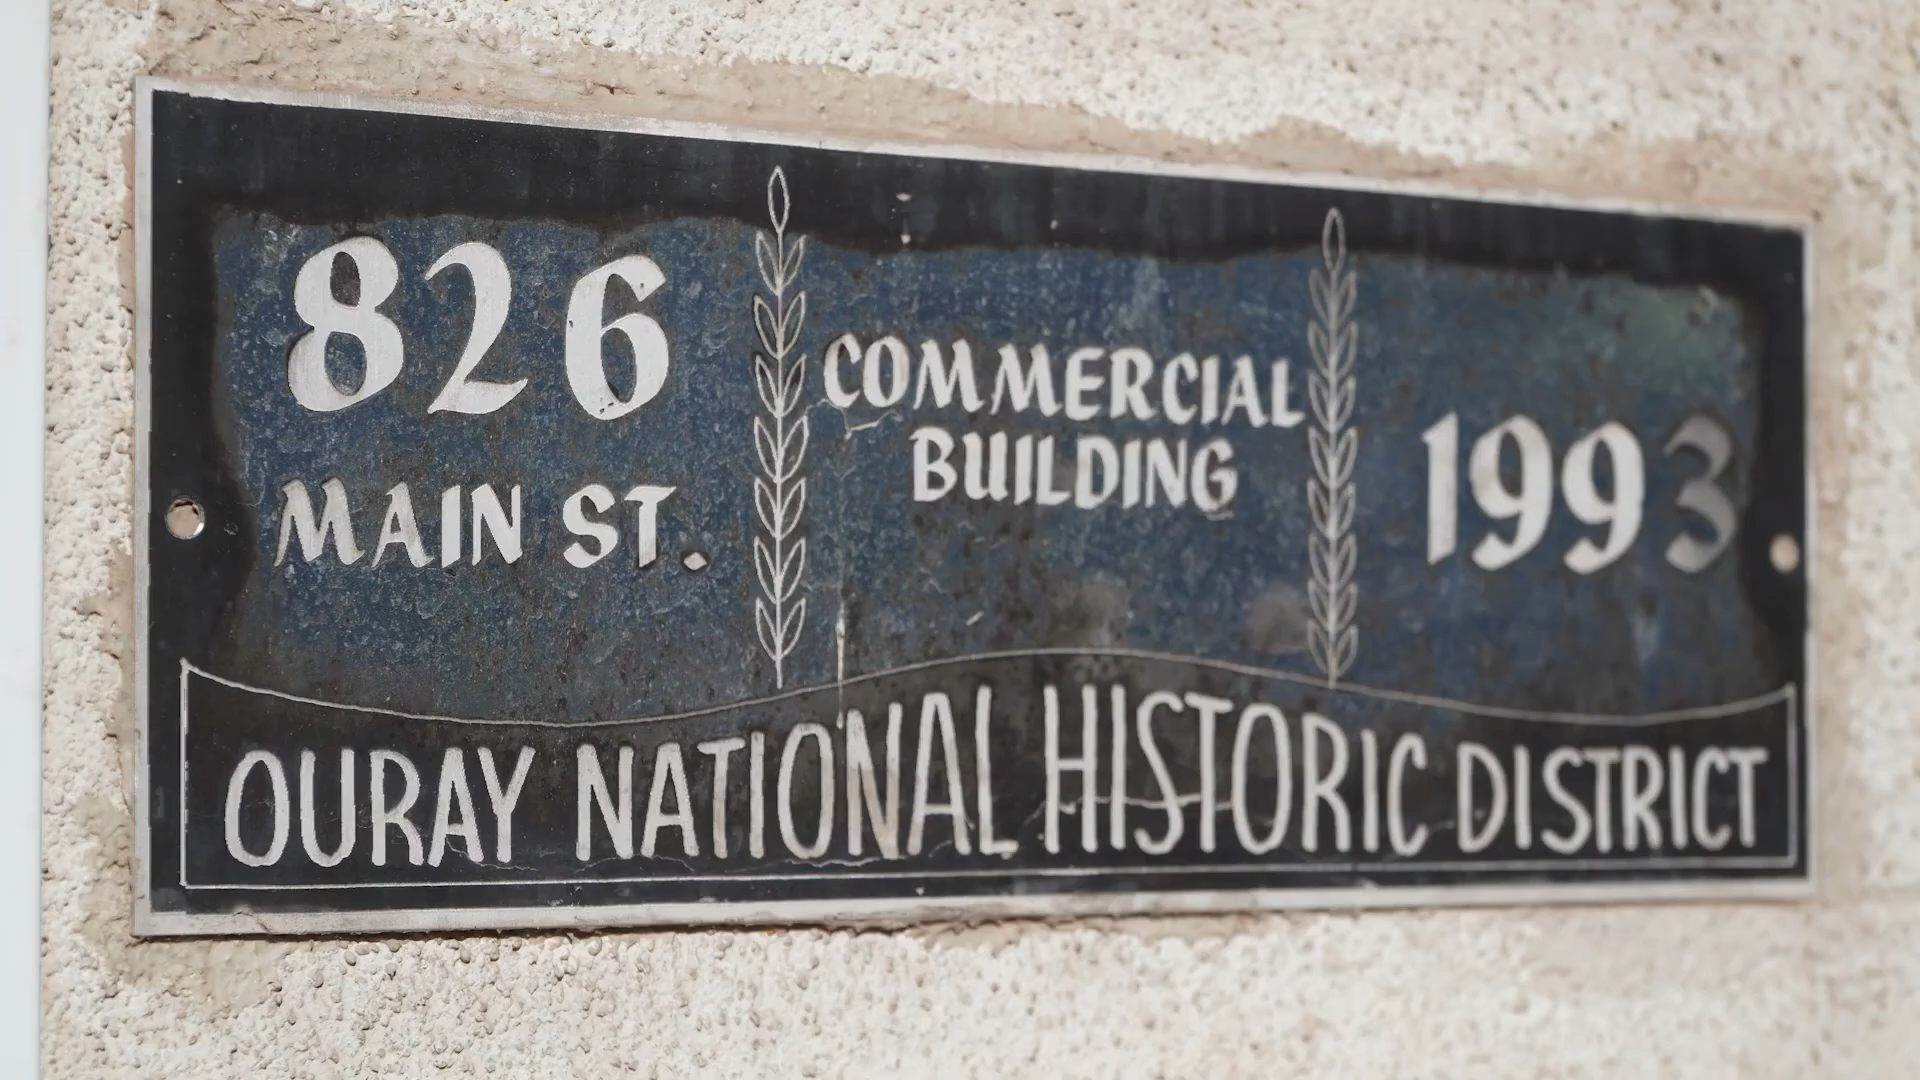 826
MAIN ST.
COMMERCIAL
BUILDING
1993
OURAY NATIONAL HISTORIC DISTRICT